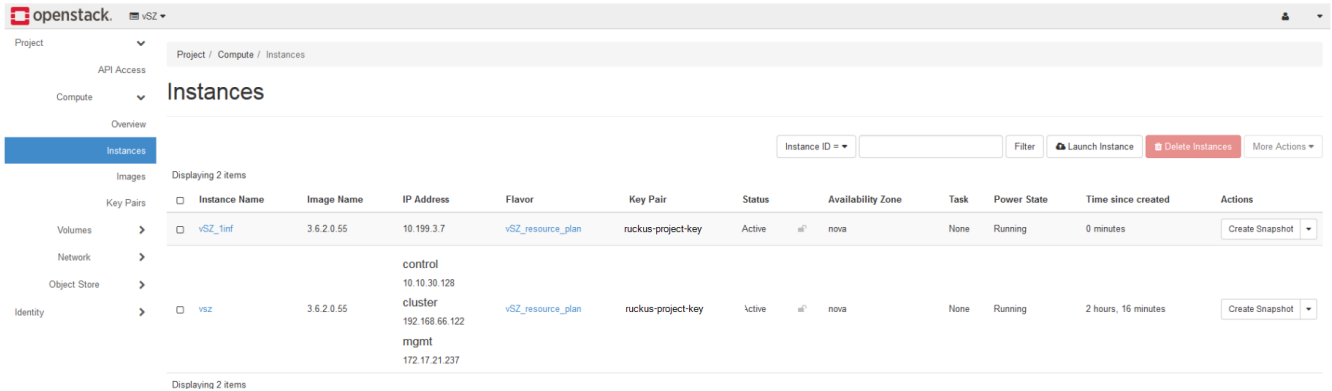 openstack. vSZ
Project
API Access
Compute
Overview
Instances
Images
Key Pairs
Volumes
Network
Object Store
Identity
Project / Compute / Instances
Instances
Instance ID = Filter Launch Instance Delete Instances More Actions
Displaying 2 items
Instance Name Image Name IP Address Flavor Key Pair Status Availability Zone Task Power State Time since created Actions
vSZ_1inf 3.6.2.0.55 10.199.3.7 vSZ_resource_plan ruckus-project-key Active nova None Running 0 minutes Create Snapshot
control
10.10.30.128
cluster
vsz 3.6.2.0.55 192.168.66.122 vSZ_resource_plan ruckus-project-key Active nova None Running 2 hours, 16 minutes Create Snapshot
mgmt
172.17.21.237
Displaying 2 items